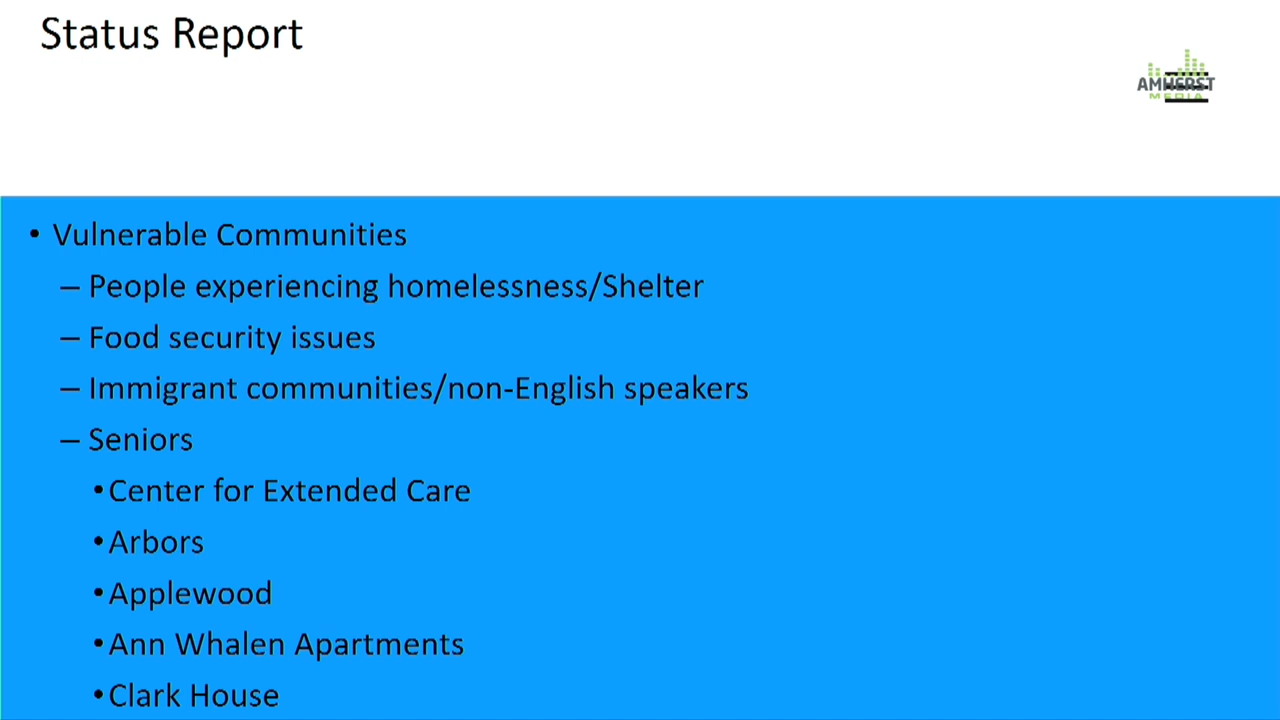 Status Report
AMHERST
MEDIA
• Vulnerable Communities
– People experiencing homelessness/Shelter
– Food security issues
– Immigrant communities/non-English speakers
– Seniors
•Center for Extended Care
•Arbors
•Applewood
•Ann Whalen Apartments
•Clark House